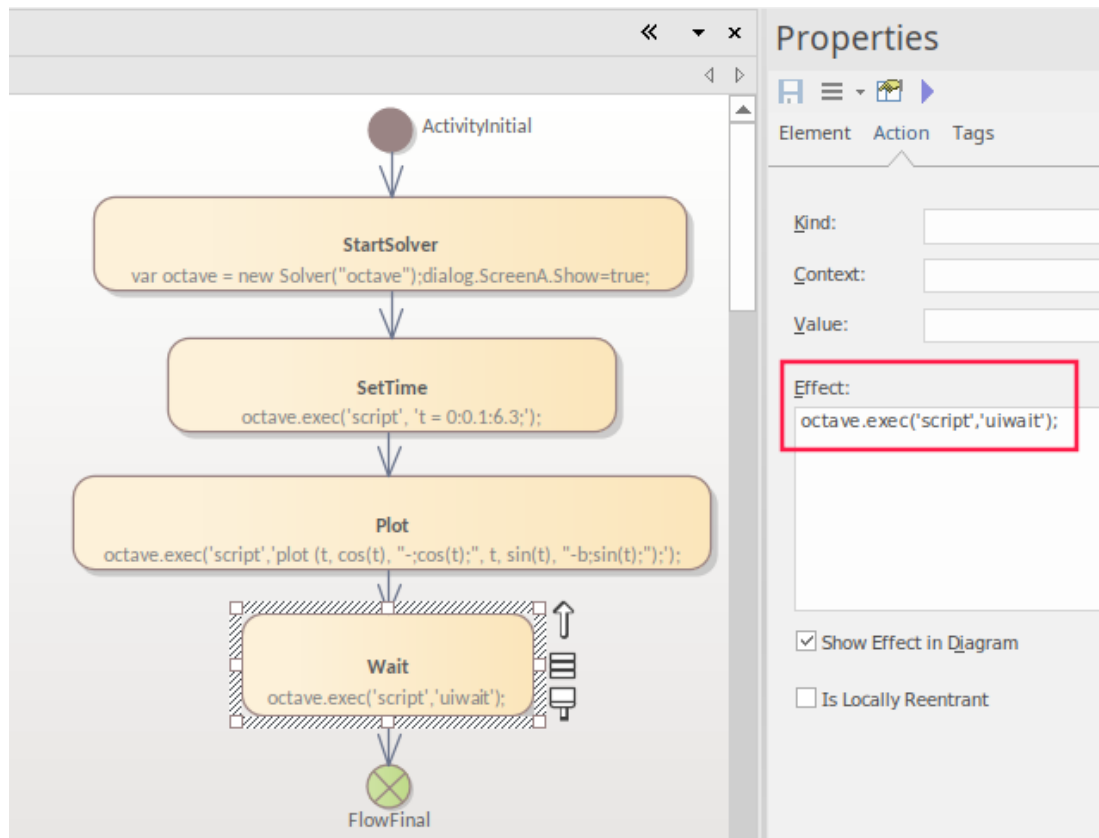 ActivityInitial
StartSolver
var octave = new Solver("octave");dialog.ScreenA.Show=true;
SetTime
octave.exec('script', 't = 0:0.1:6.3;');
Plot
octave.exec('script','plot (t, cos(t), "-;cos(t);", t, sin(t), "-b;sin(t);");');
Wait
octave.exec('script','uiwait');
FlowFinal
Properties
Element Action Tags
Kind:
Context:
Value:
Effect:
octave.exec('script','uiwait');
Show Effect in Diagram
Is Locally Reentrant